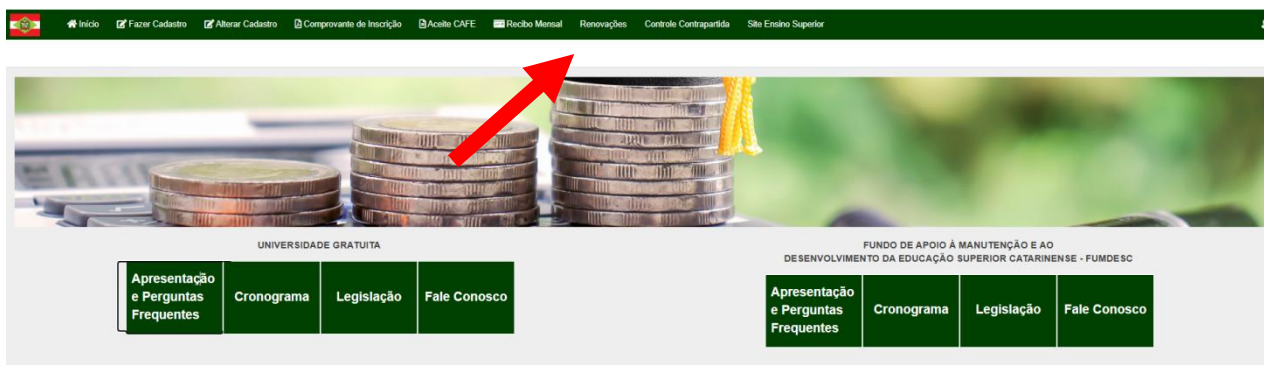 Início Fazer Cadastro Alterar Cadastro Comprovante de Inscrição Aceite CAFE Recibo Mensal Renovações Controle Contrapartida Site Ensino Superior
UNIVERSIDADE GRATUITA
Apresentação
e Perguntas
Frequentes
Cronograma
Legislação
Fale Conosco
FUNDO DE APOIO À MANUTENÇÃO E AO
DESENVOLVIMENTO DA EDUCAÇÃO SUPERIOR CATARINENSE - FUMDESC
Apresentação
e Perguntas
Frequentes
Cronograma
Legislação
Fale Conosco